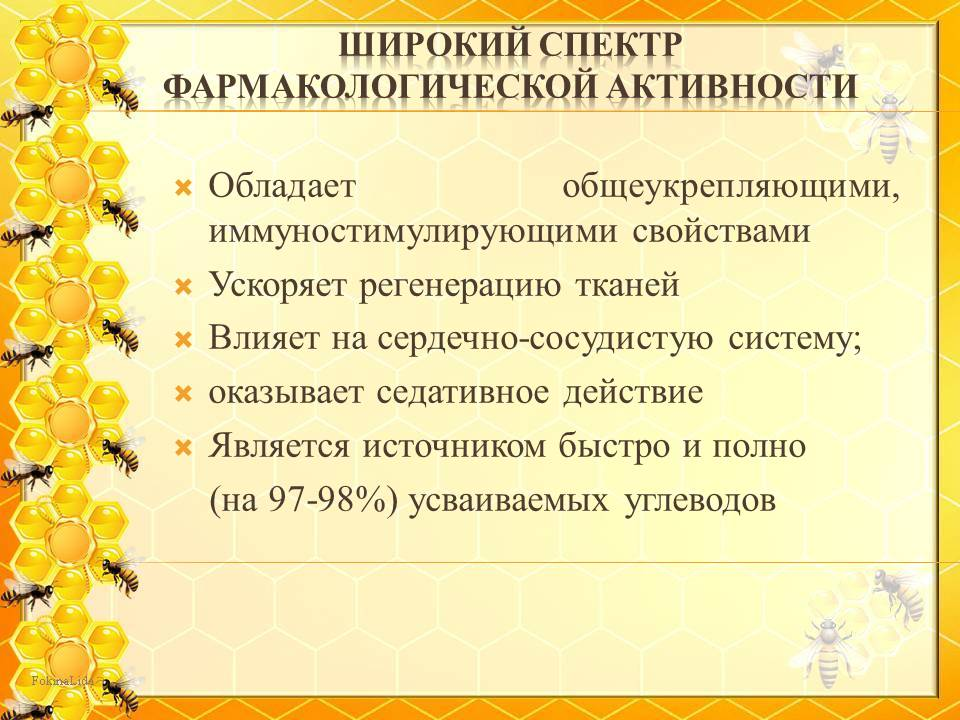 ШИРОКИЙ СПЕКТР
ФАРМАКОЛОГИЧЕСКОЙ АКТИВНОСТИ
Обладает общеукрепляющими,
иммуностимулирующими свойствами
Ускоряет регенерацию тканей
Влияет на сердечно-сосудистую систему;
оказывает седативное действие
Является источником быстро и полно
(на 97-98%) усваиваемых углеводов
FokinaLida